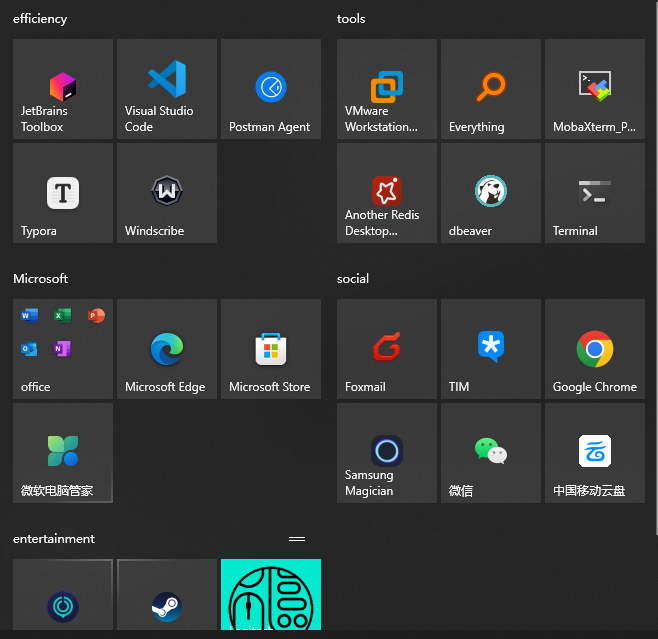 efficiency
JetBrains
Toolbox
Visual Studio
Code
Postman Agent
Typora
Windscribe
tools
VMware
Workstation...
Everything
MobaXterm_P...
Another Redis
Desktop...
dbeaver
Terminal
Microsoft
office
Microsoft Edge
Microsoft Store
微软电脑管家
social
Foxmail
TIM
Google Chrome
Samsung
Magician
微信
中国移动云盘
entertainment